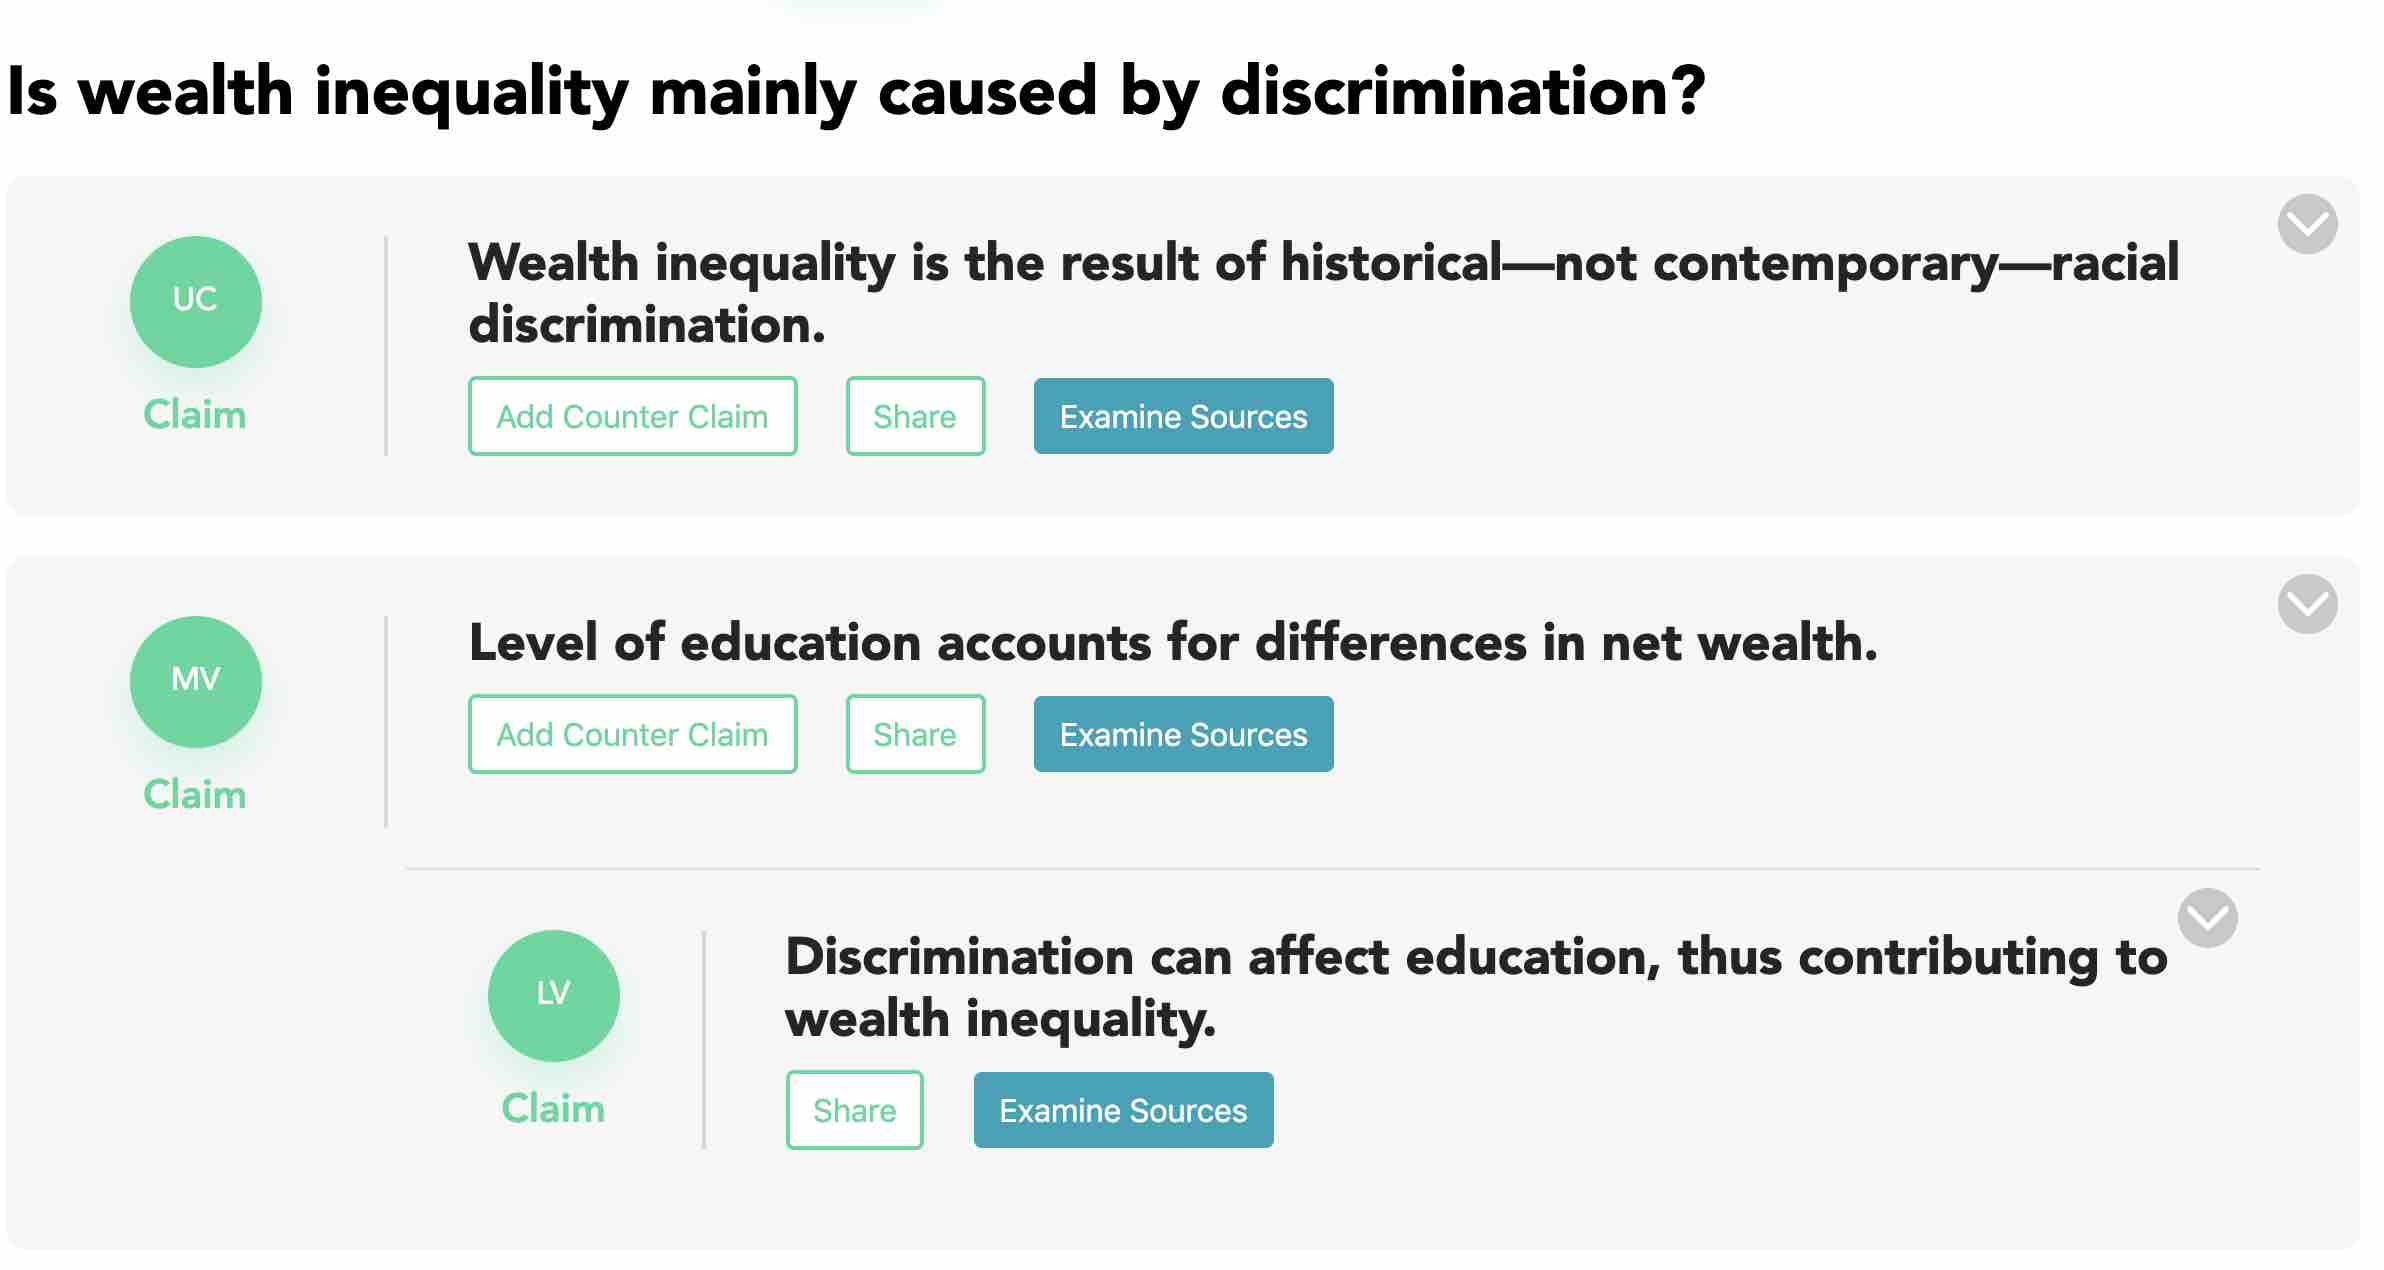 Is wealth inequality mainly caused by discrimination?
UC
Claim
Wealth inequality is the result of historical—not contemporary—racial
discrimination.
Add Counter Claim
Share
Examine Sources
MV
Claim
Level of education accounts for differences in net wealth.
Add Counter Claim
Share
Examine Sources
LV
Claim
Discrimination can affect education, thus contributing to
wealth inequality.
Share
Examine Sources